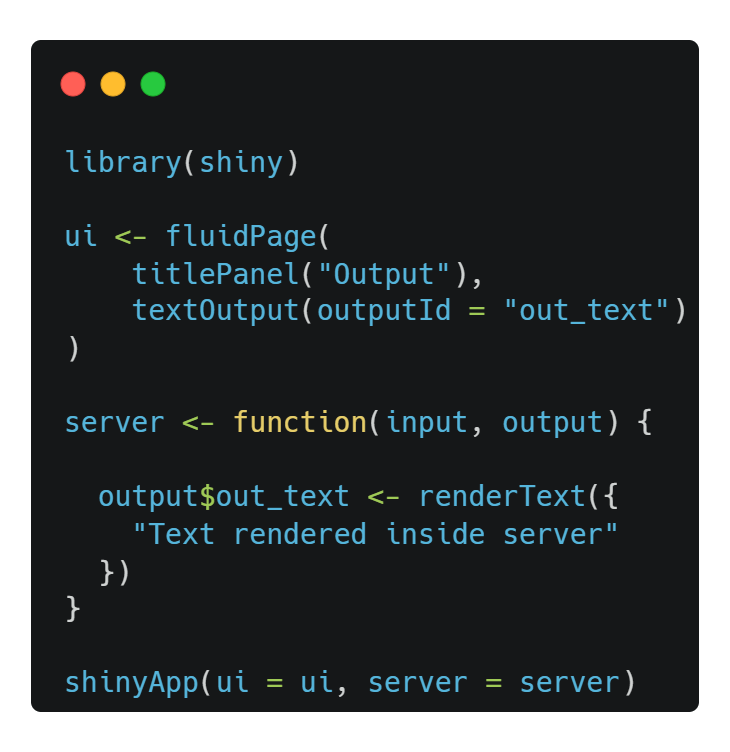 library(shiny)

ui <- fluidPage(
    titlePanel("Output"),
    textOutput(outputId = "out_text")
)

server <- function(input, output) {

  output$out_text <- renderText({
    "Text rendered inside server"
  })
}

shinyApp(ui = ui, server = server)